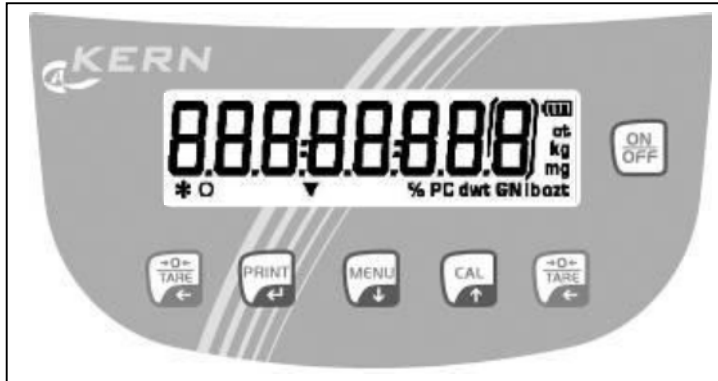 KERN
8.8.8:8.8:8.8(8)
ct
kg
mg
% PC dwt GN lb ozt
ON
OFF
→0←
TARE
PRINT
MENU
CAL
→0←
TARE